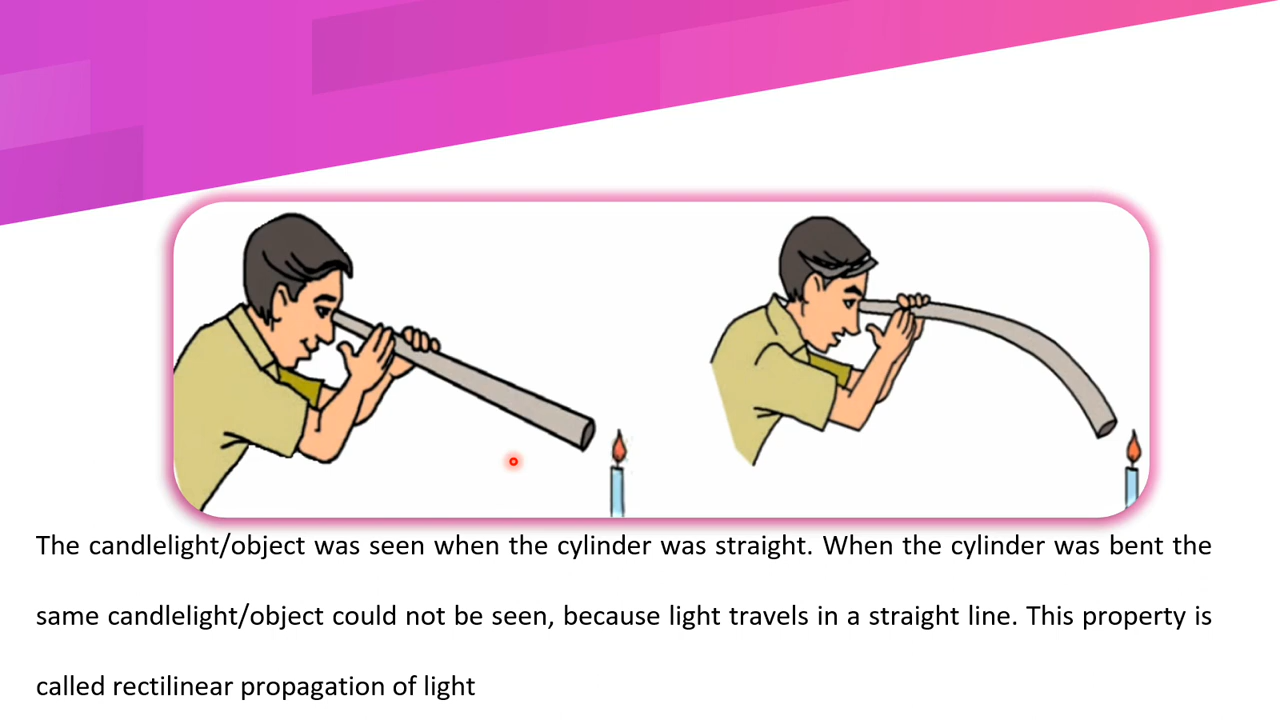 The candlelight/object was seen when the cylinder was straight. When the cylinder was bent the
same candlelight/object could not be seen, because light travels in a straight line. This property is
called rectilinear propagation of light